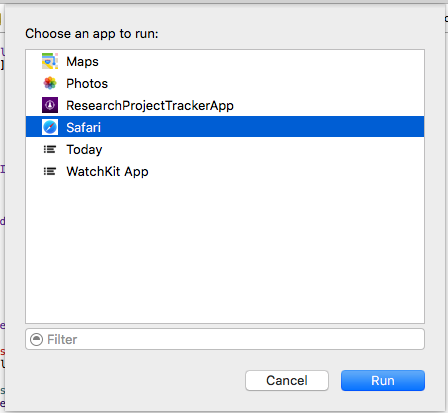 Choose an app to run:
Maps
Photos
ResearchProjectTrackerApp
Safari
Today
WatchKit App
Filter
Cancel
Run